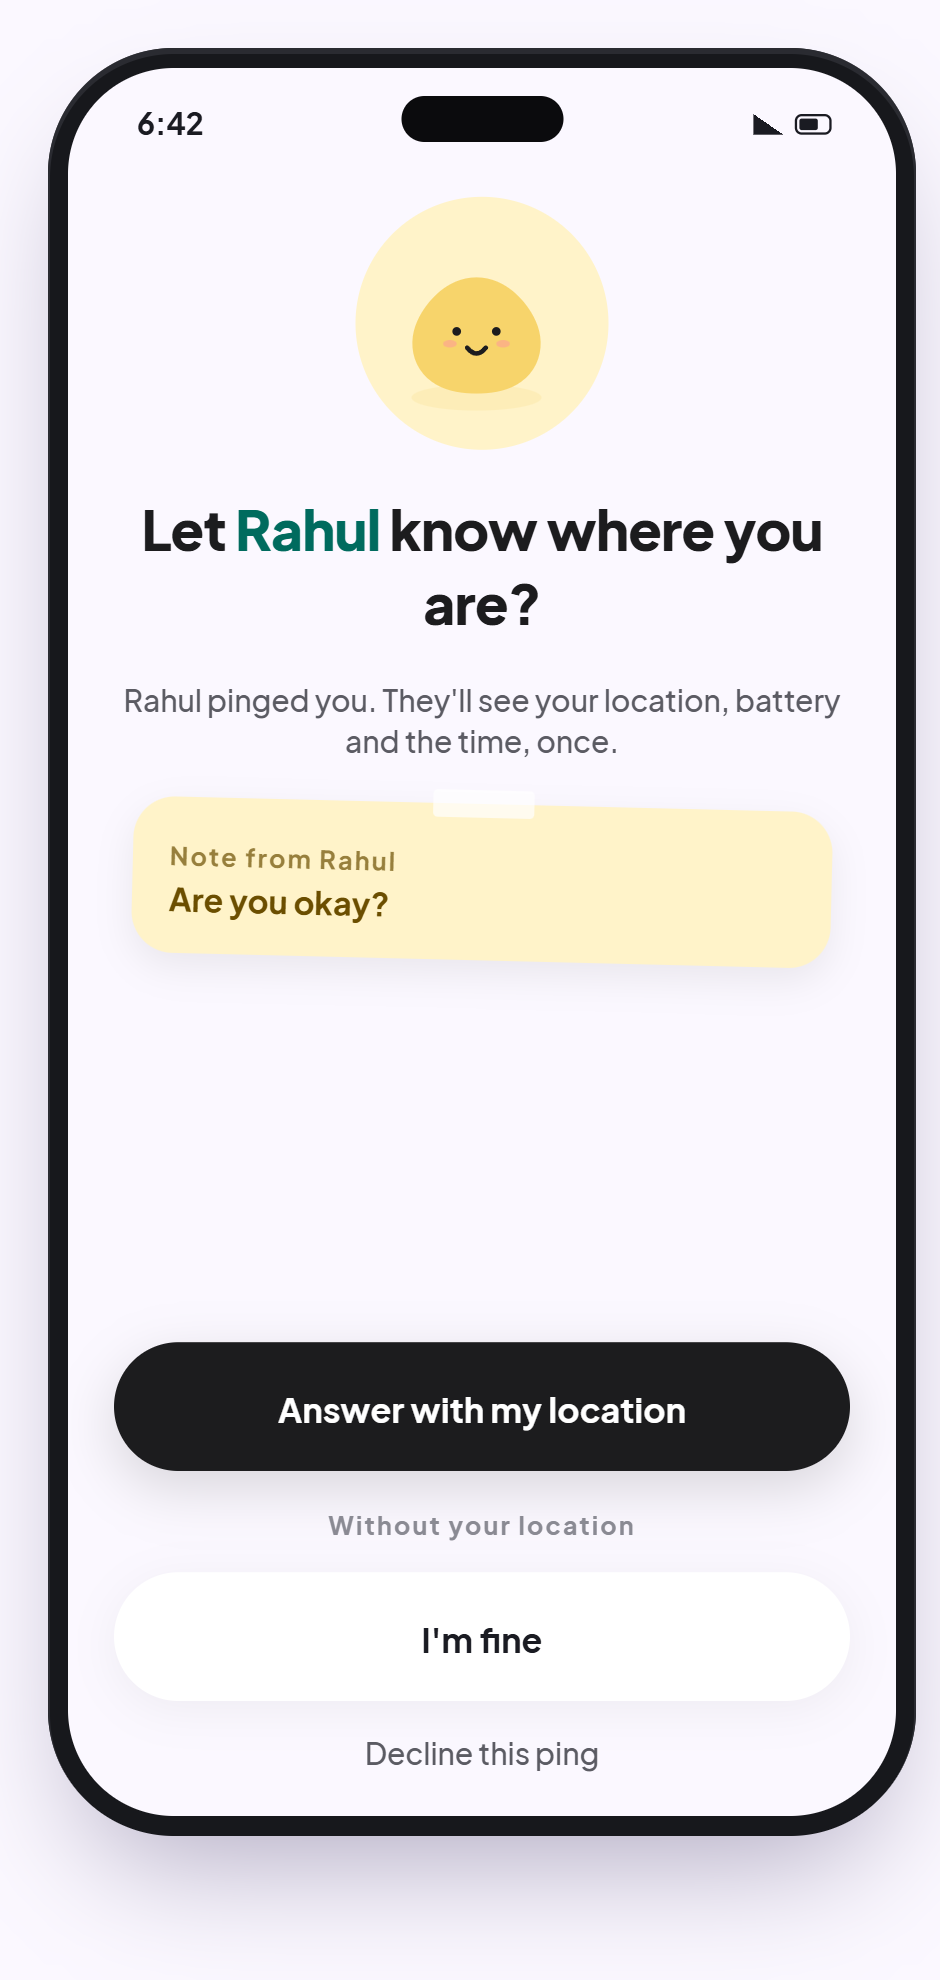 6:42
Let Rahul know where you
are?
Rahul pinged you. They'll see your location, battery
and the time, once.
Note from Rahul
Are you okay?
Answer with my location
Without your location
I'm fine
Decline this ping